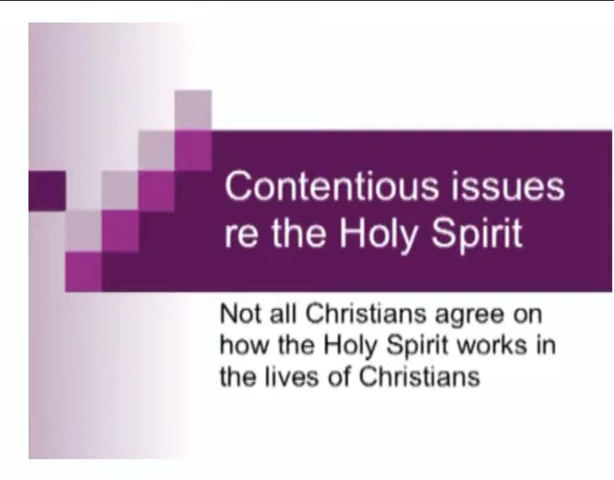 Contentious issues
re the Holy Spirit
Not all Christians agree on
how the Holy Spirit works in
the lives of Christians